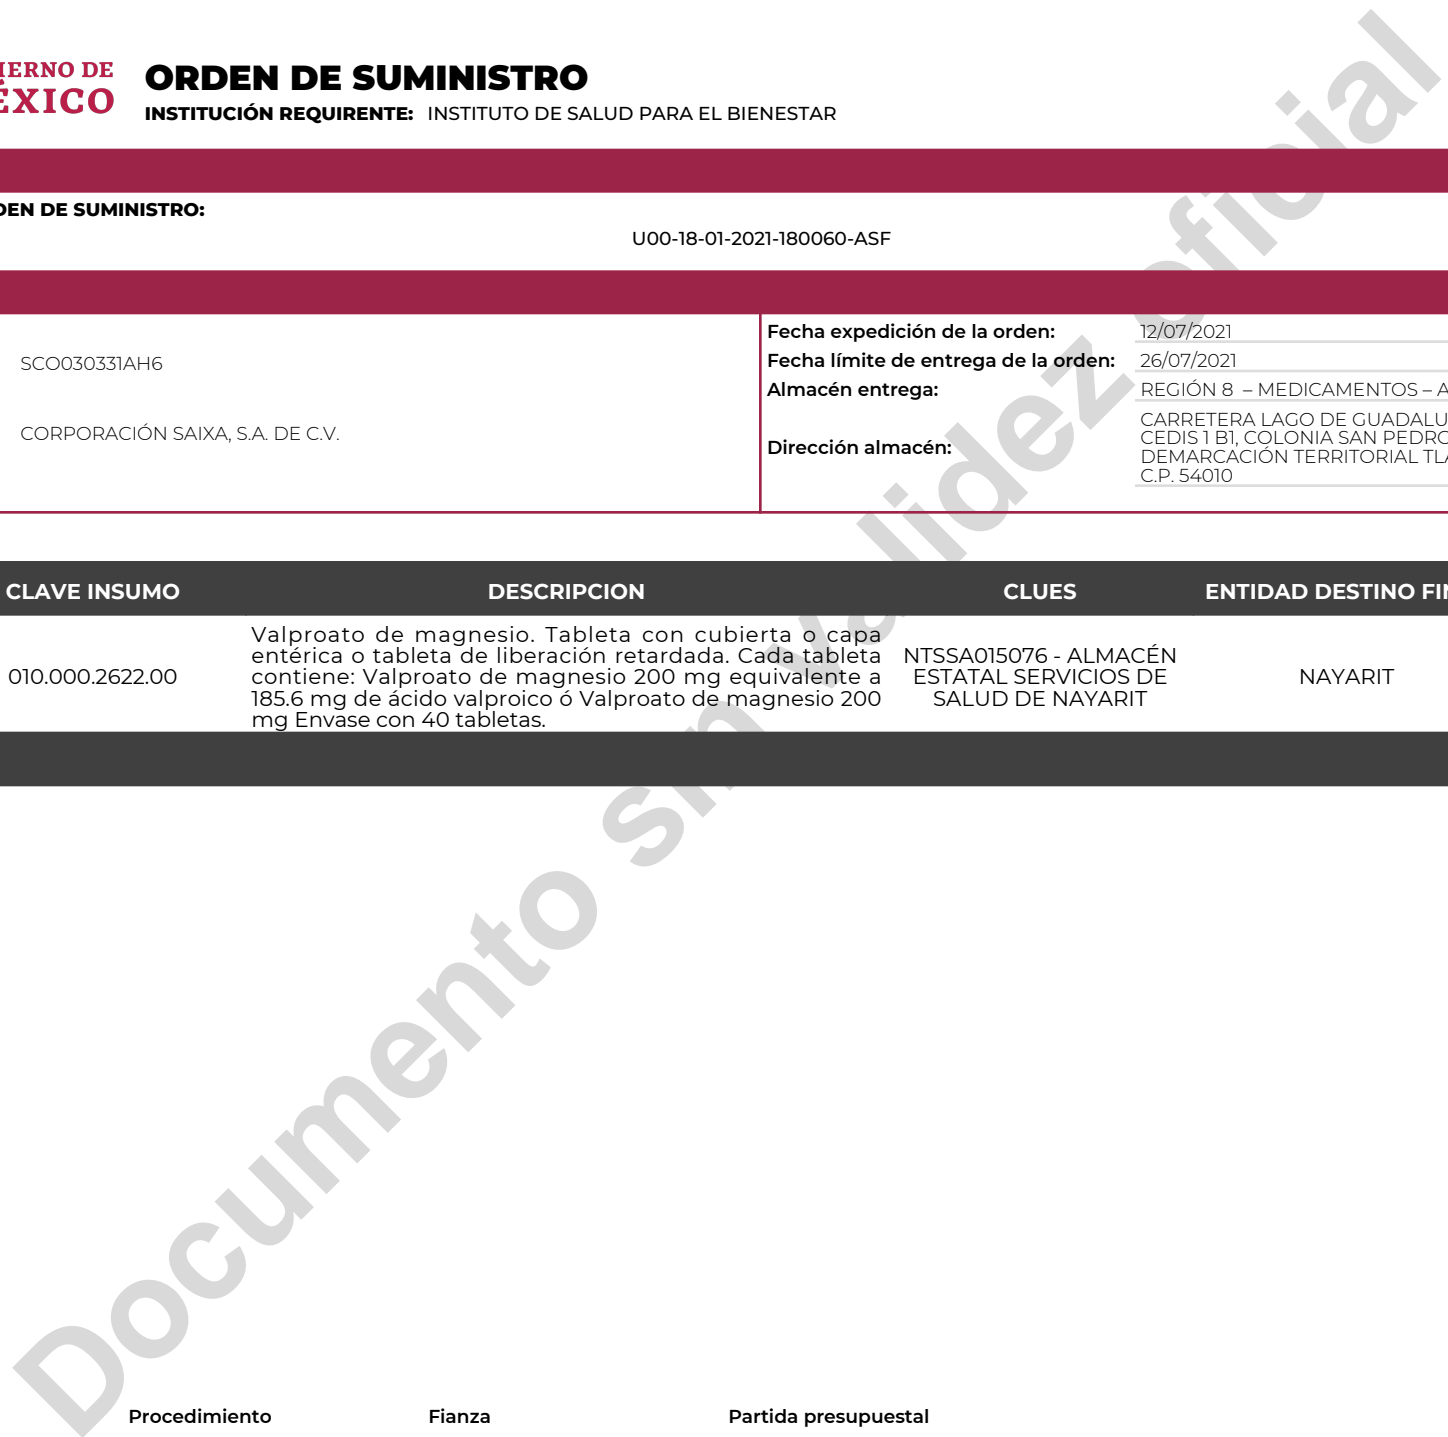 IERNO DE
ÉXICO
ORDEN DE SUMINISTRO
INSTITUCIÓN REQUIRENTE: INSTITUTO DE SALUD PARA EL BIENESTAR
DEN DE SUMINISTRO:
U00-18-01-2021-180060-ASF
SCO030331AH6
CORPORACIÓN SAIXA, S.A. DE C.V.
Fecha expedición de la orden: 12/07/2021
Fecha límite de entrega de la orden: 26/07/2021
Almacén entrega: REGIÓN 8 – MEDICAMENTOS – A
Dirección almacén:
CARRETERA LAGO DE GUADALU
CEDIS 1 B1, COLONIA SAN PEDRO
DEMARCACIÓN TERRITORIAL TLA
C.P. 54010
CLAVE INSUMO DESCRIPCION CLUES ENTIDAD DESTINO FIN
010.000.2622.00
Valproato de magnesio. Tableta con cubierta o capa
entérica o tableta de liberación retardada. Cada tableta
contiene: Valproato de magnesio 200 mg equivalente a
185.6 mg de ácido valproico ó Valproato de magnesio 200
mg Envase con 40 tabletas.
NTSSA015076 - ALMACÉN
ESTATAL SERVICIOS DE
SALUD DE NAYARIT
NAYARIT
Documento sin validez oficial
Procedimiento Fianza Partida presupuestal